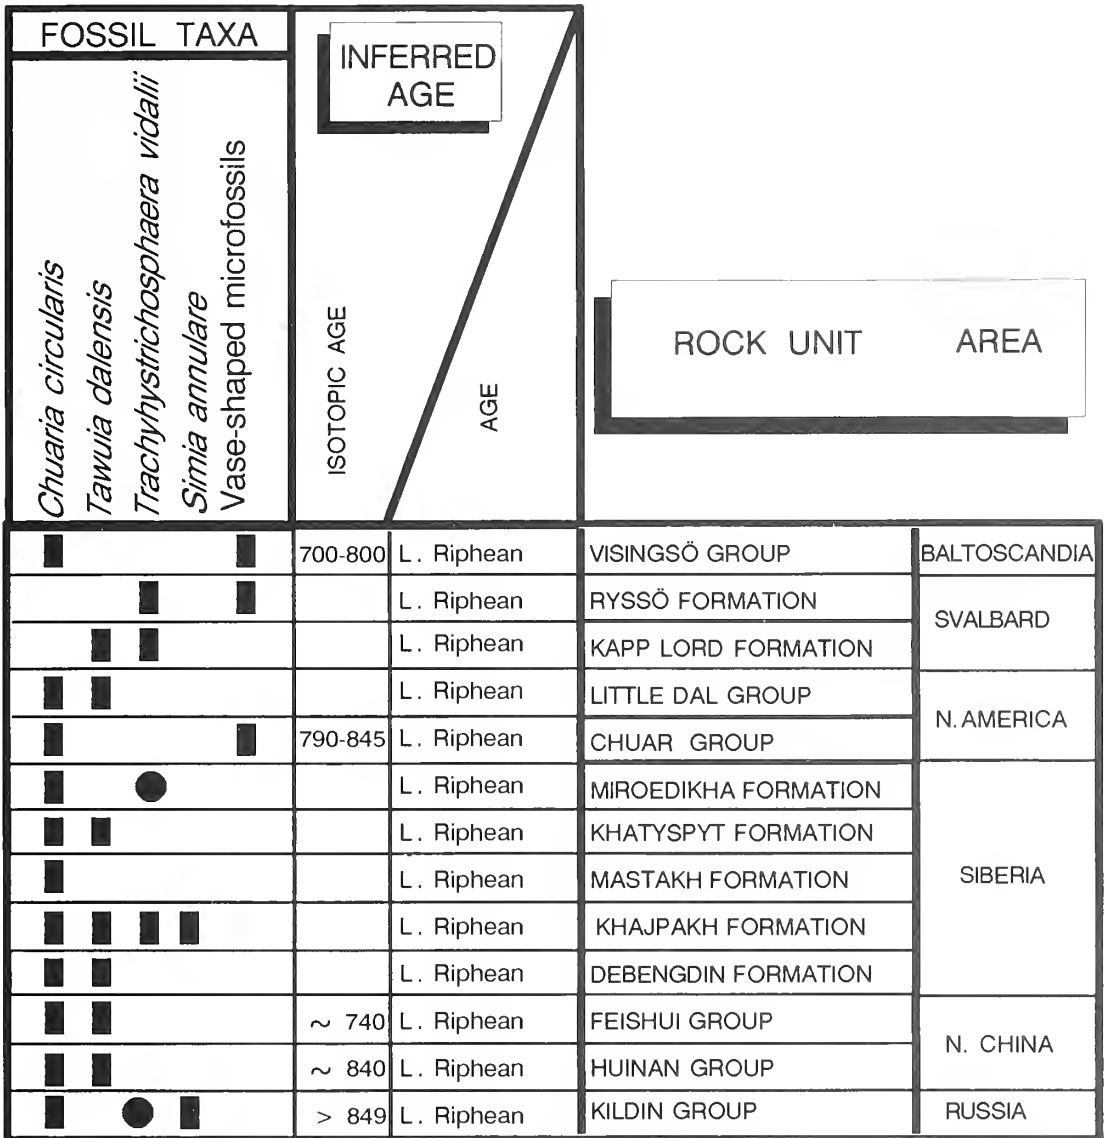 FOSSIL TAXA
Chuaria circularis
Tawuia dalensis
Trachyhystrichosphaera vidalii
Simia annulare
Vase-shaped microfossils
INFERRED
AGE
ISOTOPIC AGE
AGE
ROCK UNIT AREA
700-800 L. Riphean VISINGSÖ GROUP BALTOSCANDIA
L. Riphean RYSSÖ FORMATION
SVALBARD
L. Riphean KAPP LORD FORMATION
L. Riphean LITTLE DAL GROUP
N. AMERICA
790-845 L. Riphean CHUAR GROUP
L. Riphean MIROEDIKHA FORMATION
L. Riphean KHATYSPYT FORMATION
L. Riphean MASTAKH FORMATION SIBERIA
L. Riphean KHAJPAKH FORMATION
L. Riphean DEBENGDIN FORMATION
~ 740 L. Riphean FEISHUI GROUP
N. CHINA
~ 840 L. Riphean HUINAN GROUP
> 849 L. Riphean KILDIN GROUP RUSSIA